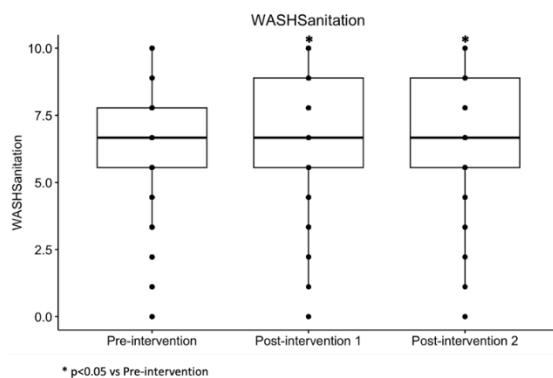 WASHSanitation
* *
10.0
7.5
5.0
2.5
0.0
WASHSanitation
Pre-intervention Post-intervention 1 Post-intervention 2
* p<0.05 vs Pre-intervention